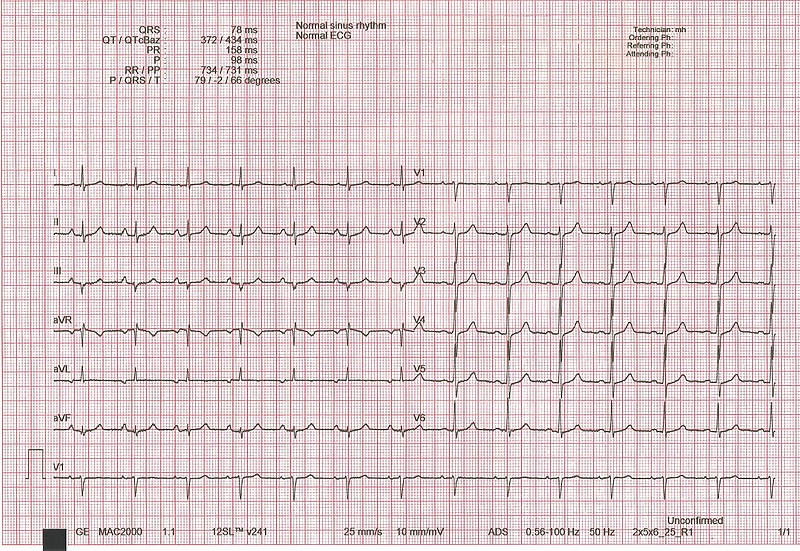 QRS : 78 ms
QT / QTcBaz : 372 / 434 ms
PR : 158 ms
P : 98 ms
RR / PP : 734 / 731 ms
P / QRS / T : 79 / -2 / 66 degrees
Normal sinus rhythm
Normal ECG
Technician: mh
Ordering Ph:
Referring Ph:
Attending Ph:
I
V1
II
V2
III
V3
aVR
V4
aVL
V5
aVF
V6
V1
Unconfirmed
GE MAC2000 1.1 12SL™ v241 25 mm/s 10 mm/mV ADS 0.56-100 Hz 50 Hz 2x5x6_25_R1 1/1